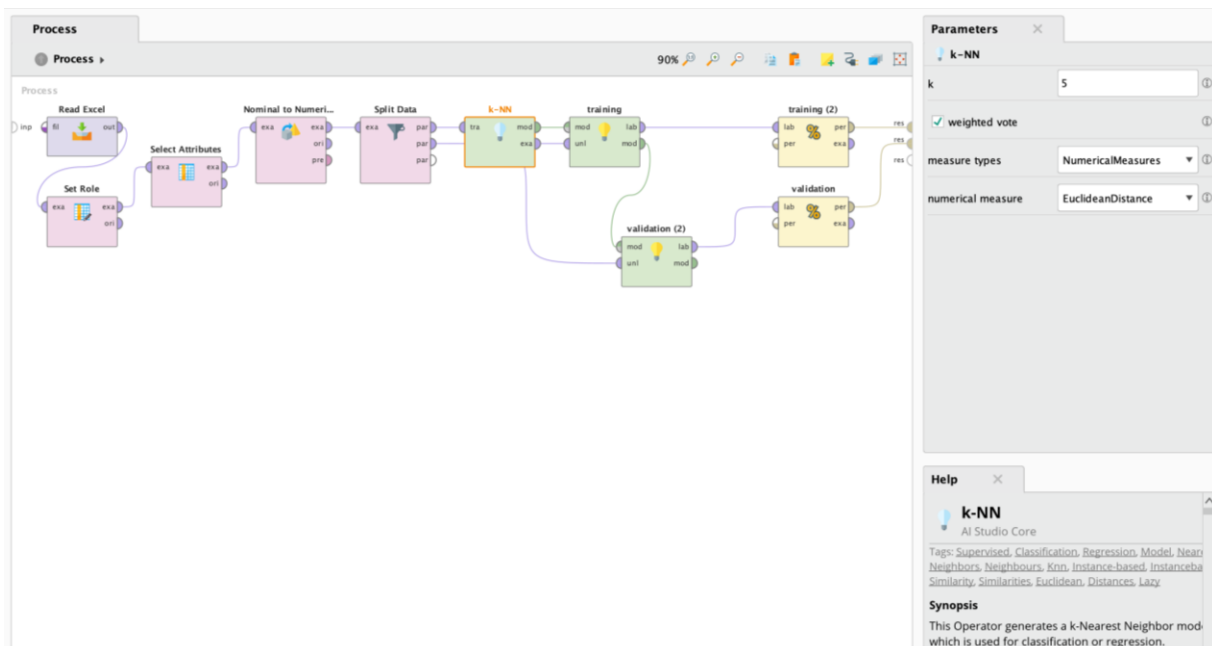 Process
Process
90%
Process
Read Excel
inp
fil
out
Set Role
exa
exa
ori
Select Attributes
exa
exa
ori
Nominal to Numeri...
exa
exa
ori
pre
Split Data
exa
par
par
par
k-NN
tra
mod
exa
training
mod
lab
unl
mod
training (2)
lab
per
per
exa
validation
lab
per
per
exa
validation (2)
mod
lab
unl
mod
res
res
res
Parameters
k-NN
k
5
weighted vote
measure types
NumericalMeasures
numerical measure
EuclideanDistance
Help
k-NN
AI Studio Core
Tags: Supervised, Classification, Regression, Model, Near
Neighbors, Neighbours, Knn, Instance-based, Instanceba
Similarity, Similarities, Euclidean, Distances, Lazy
Synopsis
This Operator generates a k-Nearest Neighbor mod
which is used for classification or regression.